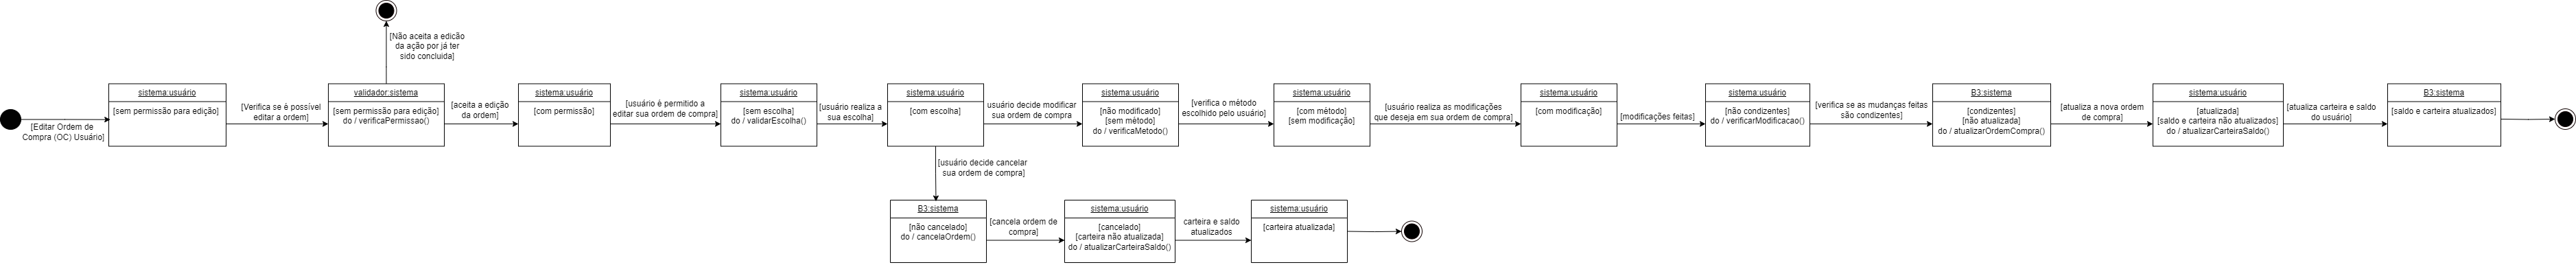 [Não aceita a edicão
da ação por já ter
sido concluida]
[Editar Ordem de
Compra (OC) Usuário]
sistema:usuário
[sem permissão para edição]
[Verifica se é possível
editar a ordem]
validador:sistema
[sem permissão para edição]
do / verificaPermissao()
[aceita a edição
da ordem]
sistema:usuário
[com permissão]
[usuário é permitido a
editar sua ordem de compra]
sistema:usuário
[sem escolha]
do / validarEscolha()
[usuário realiza a
sua escolha]
sistema:usuário
[com escolha]
usuário decide modificar
sua ordem de compra
sistema:usuário
[não modificado]
[sem método]
do / verificaMetodo()
[verifica o método
escolhido pelo usuário]
sistema:usuário
[com método]
[sem modificação]
[usuário realiza as modificações
que deseja em sua ordem de compra]
sistema:usuário
[com modificação]
[modificações feitas]
sistema:usuário
[não condizentes]
do / verificarModificacao()
[verifica se as mudanças feitas
são condizentes]
B3:sistema
[condizentes]
[não atualizada]
do / atualizarOrdemCompra()
[atualiza a nova ordem
de compra]
sistema:usuário
[atualizada]
[saldo e carteira não atualizados]
do / atualizarCarteiraSaldo()
[atualiza carteira e saldo
do usuário]
B3:sistema
[saldo e carteira atualizados]
[usuário decide cancelar
sua ordem de compra]
B3:sistema
[não cancelado]
do / cancelaOrdem()
[cancela ordem de
compra]
sistema:usuário
[cancelado]
[carteira não atualizada]
do / atualizarCarteiraSaldo()
carteira e saldo
atualizados
sistema:usuário
[carteira atualizada]